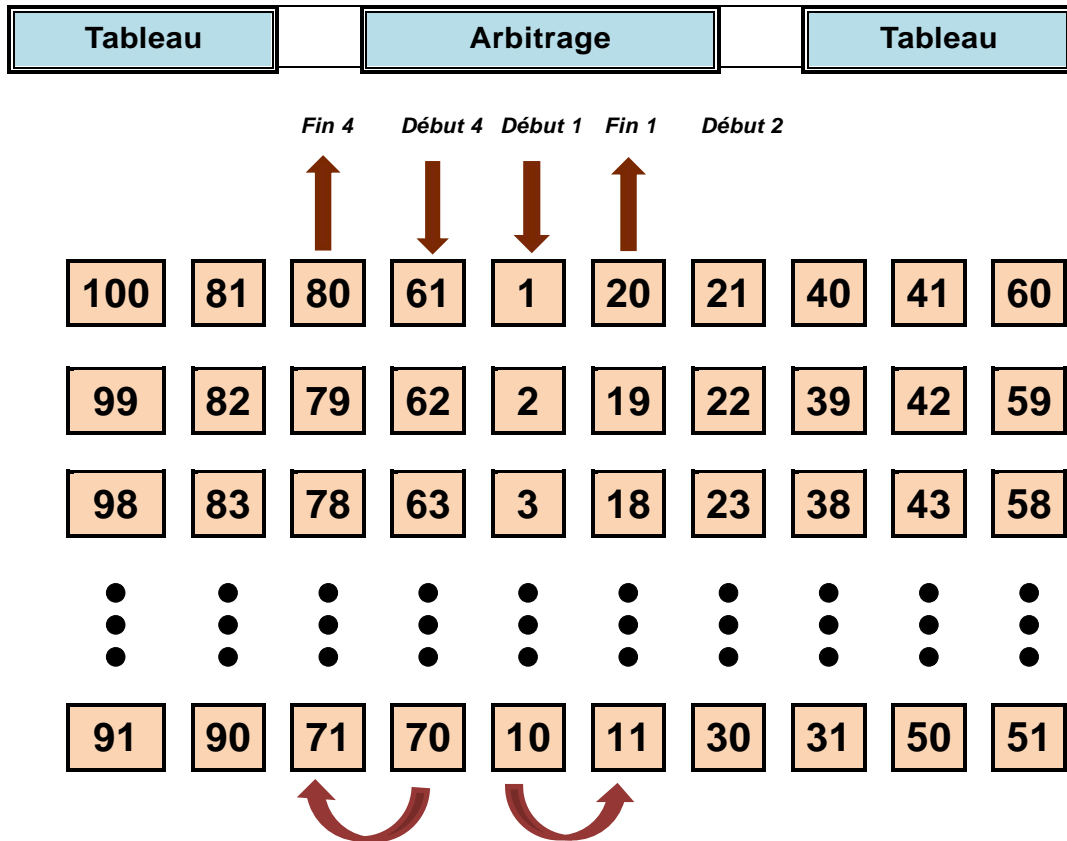 Tableau Arbitrage Tableau
Fin 4 Début 4 Début 1 Fin 1 Début 2
100 81 80 61 1 20 21 40 41 60
99 82 79 62 2 19 22 39 42 59
98 83 78 63 3 18 23 38 43 58
91 90 71 70 10 11 30 31 50 51